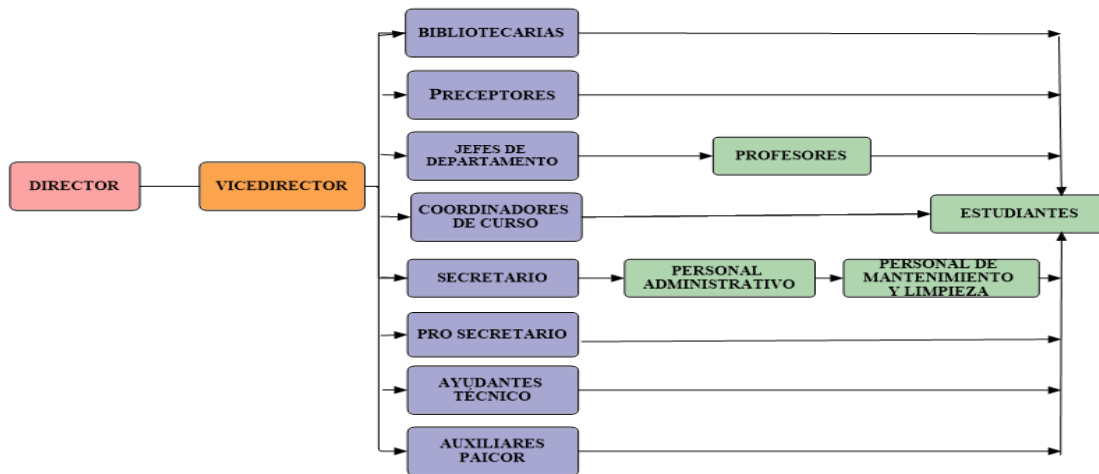 BIBLIOTECARIAS
PRECEPTORES
JEFES DE
DEPARTAMENTO
PROFESORES
DIRECTOR
VICEDIRECTOR
COORDINADORES
DE CURSO
ESTUDIANTES
SECRETARIO
PERSONAL
ADMINISTRATIVO
PERSONAL DE
MANTENIMIENTO
Y LIMPIEZA
PRO SECRETARIO
AYUDANTES
TÉCNICO
AUXILIARES
PAICOR